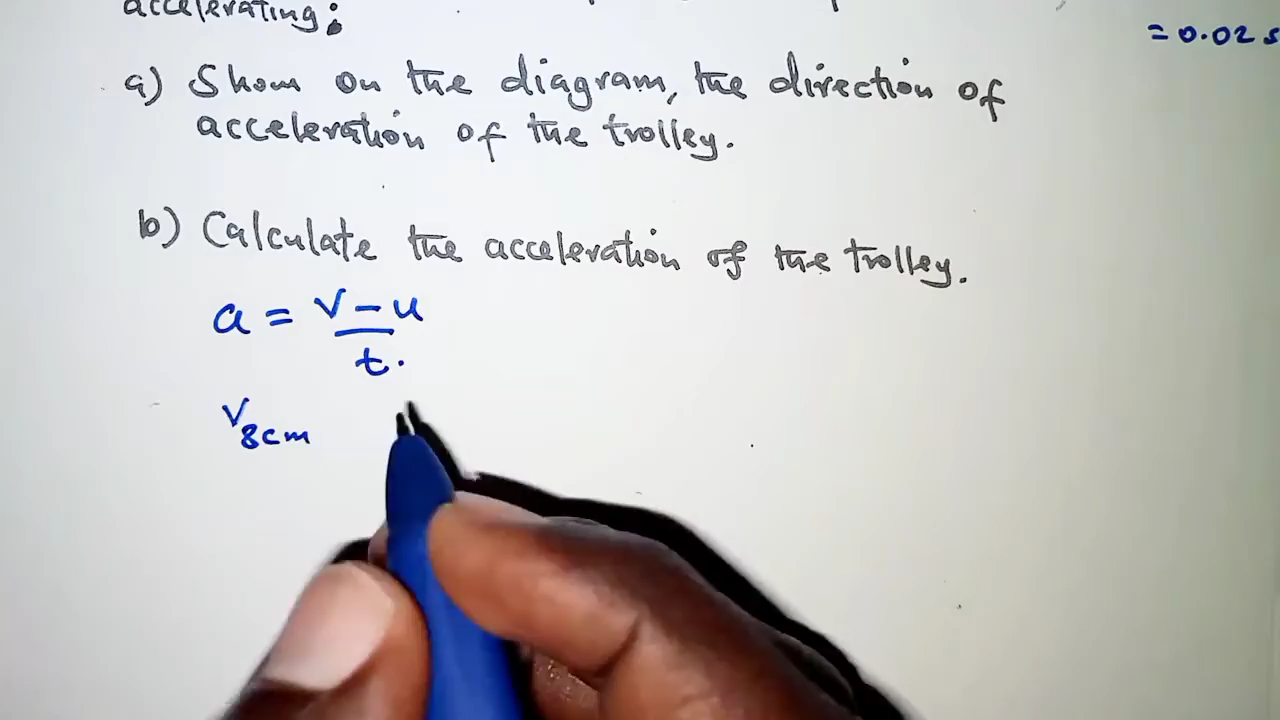 accelerating:
= 0.02 s
a) Show on the diagram, the direction of
acceleration of the trolley.
b) Calculate the acceleration of the trolley.
a = v - u
t.
V8cm